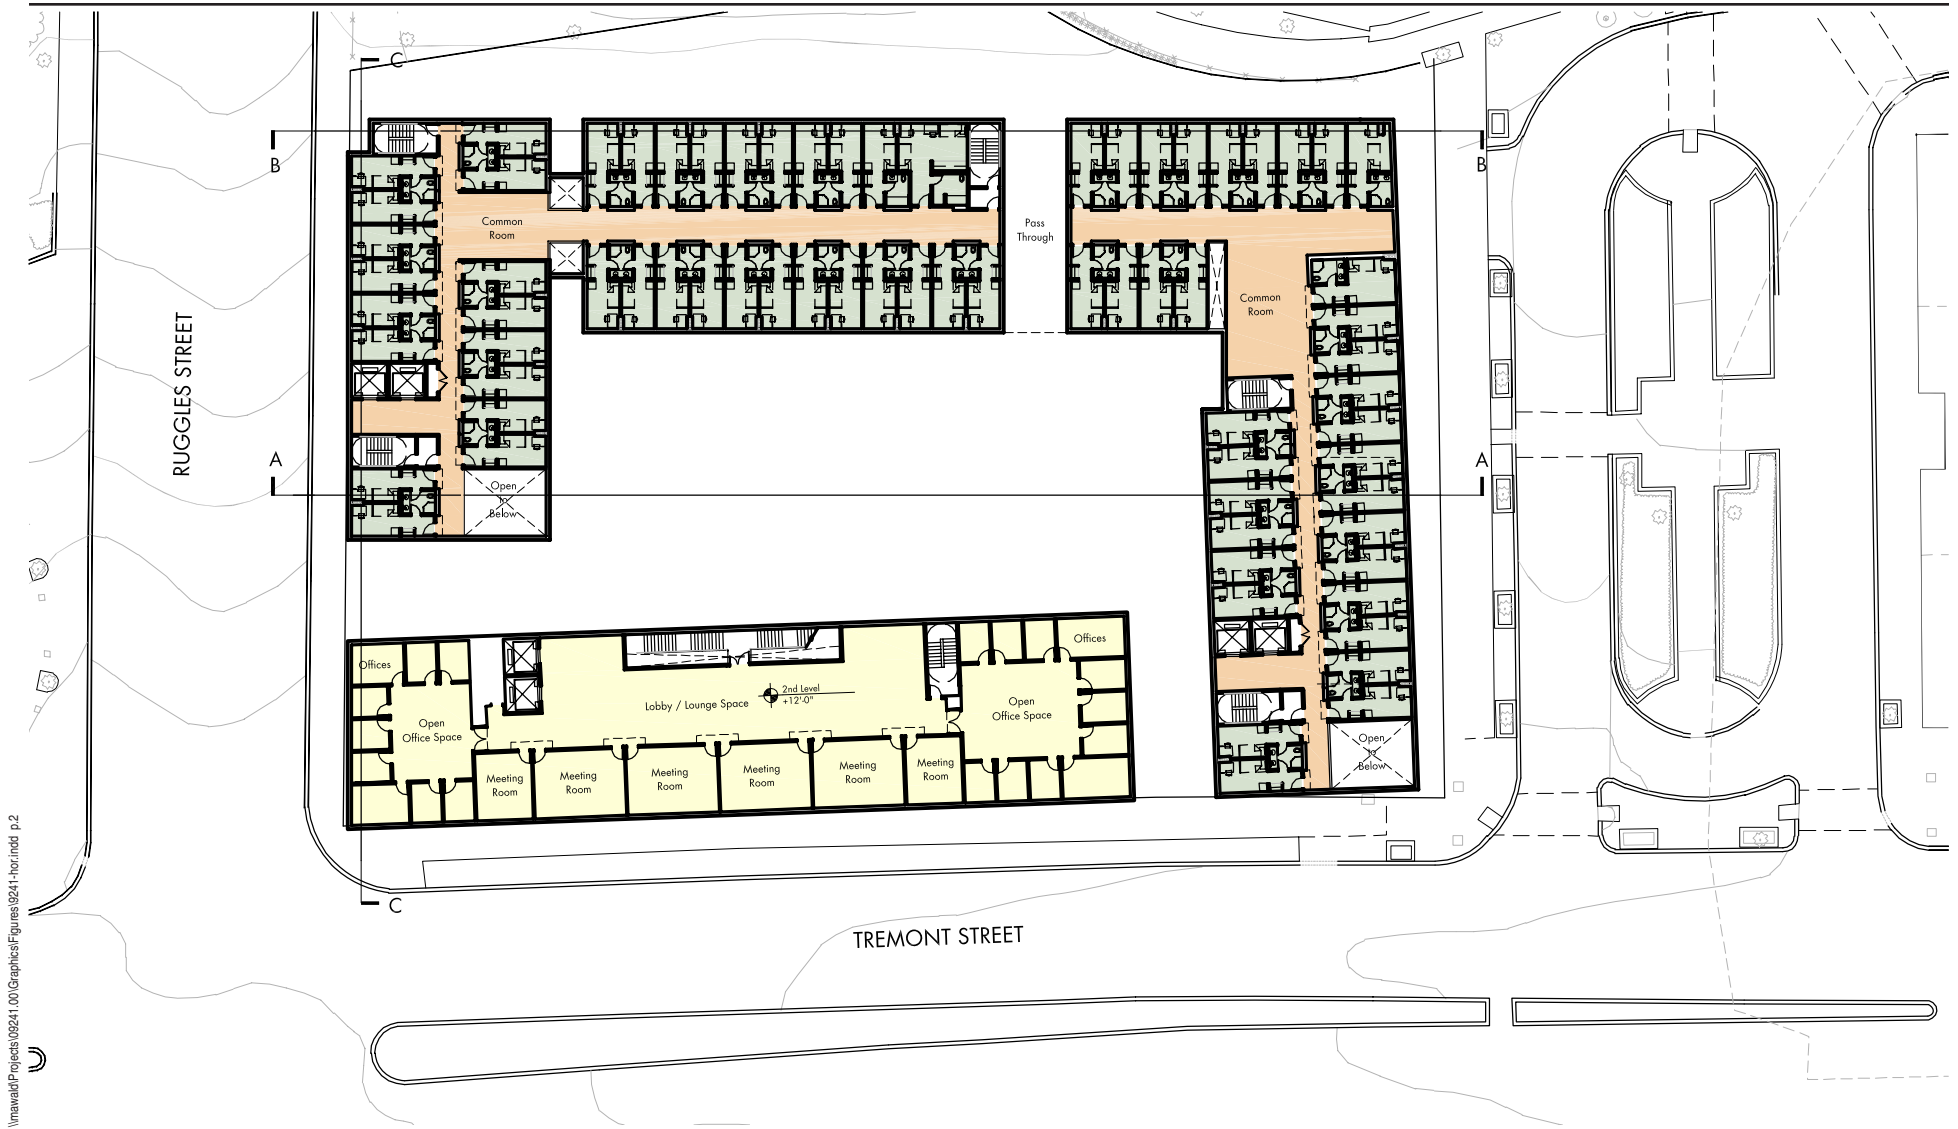 C
B
B
Common
Room
Pass
Through
Common
Room
RUGGLES STREET
A
A
Open
to
Below
Offices
Offices
2nd Level
+12'-0"
Lobby / Lounge Space
Open
Office Space
Open
Office Space
Open
to
Below
Meeting
Room
Meeting
Room
Meeting
Room
Meeting
Room
Meeting
Room
Meeting
Room
C
TREMONT STREET
\\mawald\Projects\09241.00\Graphics\Figures\9241-hor.indd p.2